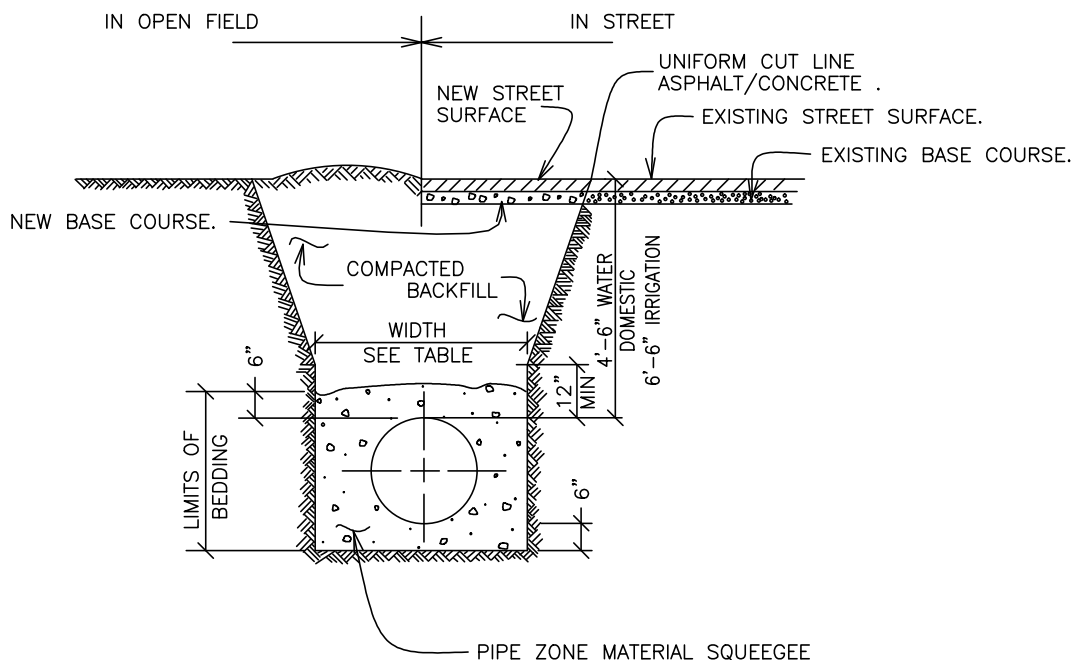 IN OPEN FIELD
IN STREET
UNIFORM CUT LINE
ASPHALT/CONCRETE .
NEW STREET
SURFACE
EXISTING STREET SURFACE.
EXISTING BASE COURSE.
NEW BASE COURSE.
COMPACTED
BACKFILL
WIDTH
SEE TABLE
4'-6" WATER
DOMESTIC
6'-6" IRRIGATION
6"
12"
MIN
LIMITS OF
BEDDING
6"
PIPE ZONE MATERIAL SQUEEGEE